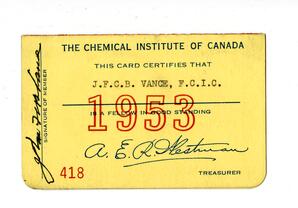 THE CHEMICAL INSTITUTE OF CANADA
THIS CARD CERTIFIES THAT
J.F.C.B. VANCE, F.C.I.C.
1953
IS A FELLOW IN GOOD STANDING
A. E. R. Westman
TREASURER
418
SIGNATURE OF MEMBER